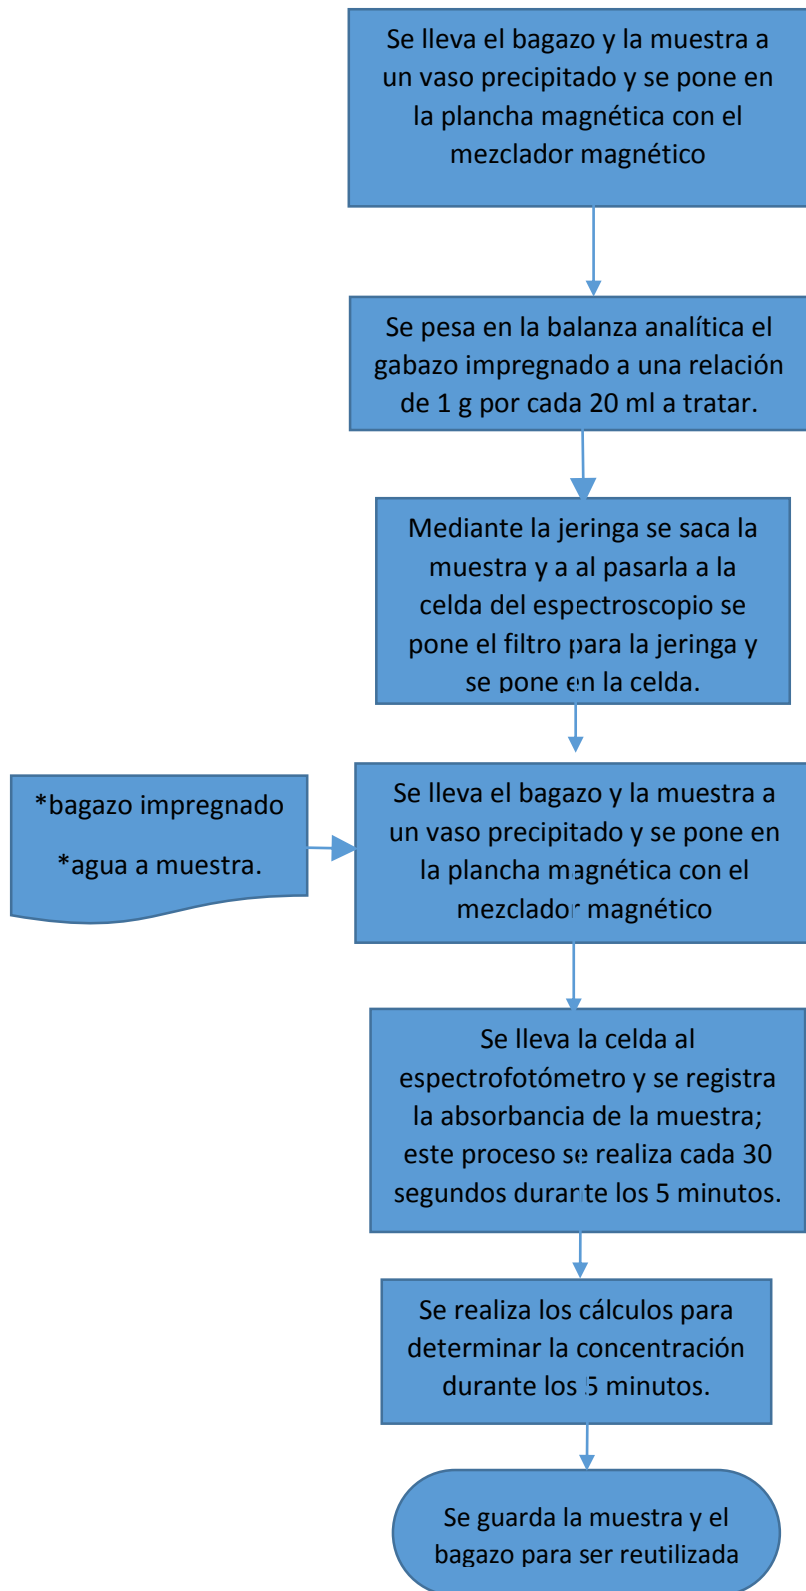 Se lleva el bagazo y la muestra a
un vaso precipitado y se pone en
la plancha magnética con el
mezclador magnético
Se pesa en la balanza analítica el
gabazo impregnado a una relación
de 1 g por cada 20 ml a tratar.
Mediante la jeringa se saca la
muestra y a al pasarla a la
celda del espectroscopio se
pone el filtro para la jeringa y
se pone en la celda.
*bagazo impregnado
*agua a muestra.
Se lleva el bagazo y la muestra a
un vaso precipitado y se pone en
la plancha magnética con el
mezclador magnético
Se lleva la celda al
espectrofotómetro y se registra
la absorbancia de la muestra;
este proceso se realiza cada 30
segundos durante los 5 minutos.
Se realiza los cálculos para
determinar la concentración
durante los 5 minutos.
Se guarda la muestra y el
bagazo para ser reutilizada